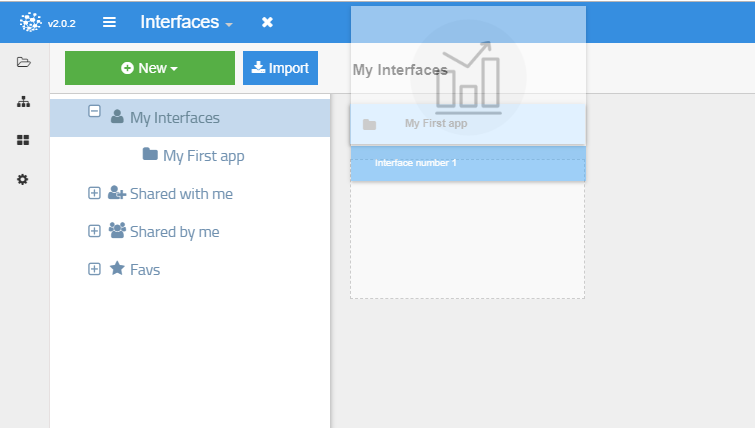 v2.0.2
Interfaces
New
Import
My Interfaces
My Interfaces
My First app
My First app
Interface number 1
Shared with me
Shared by me
Favs